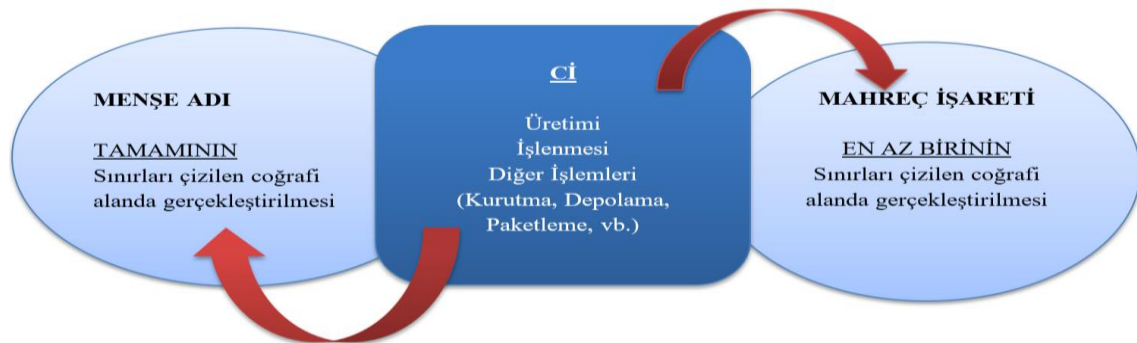 MENŞE ADI
TAMAMININ
Sınırları çizilen coğrafi
alanda gerçekleştirilmesi
Cİ
Üretimi
İşlenmesi
Diğer İşlemleri
(Kurutma, Depolama,
Paketleme, vb.)
MAHREÇ İŞARETİ
EN AZ BİRİNİN
Sınırları çizilen coğrafi
alanda gerçekleştirilmesi